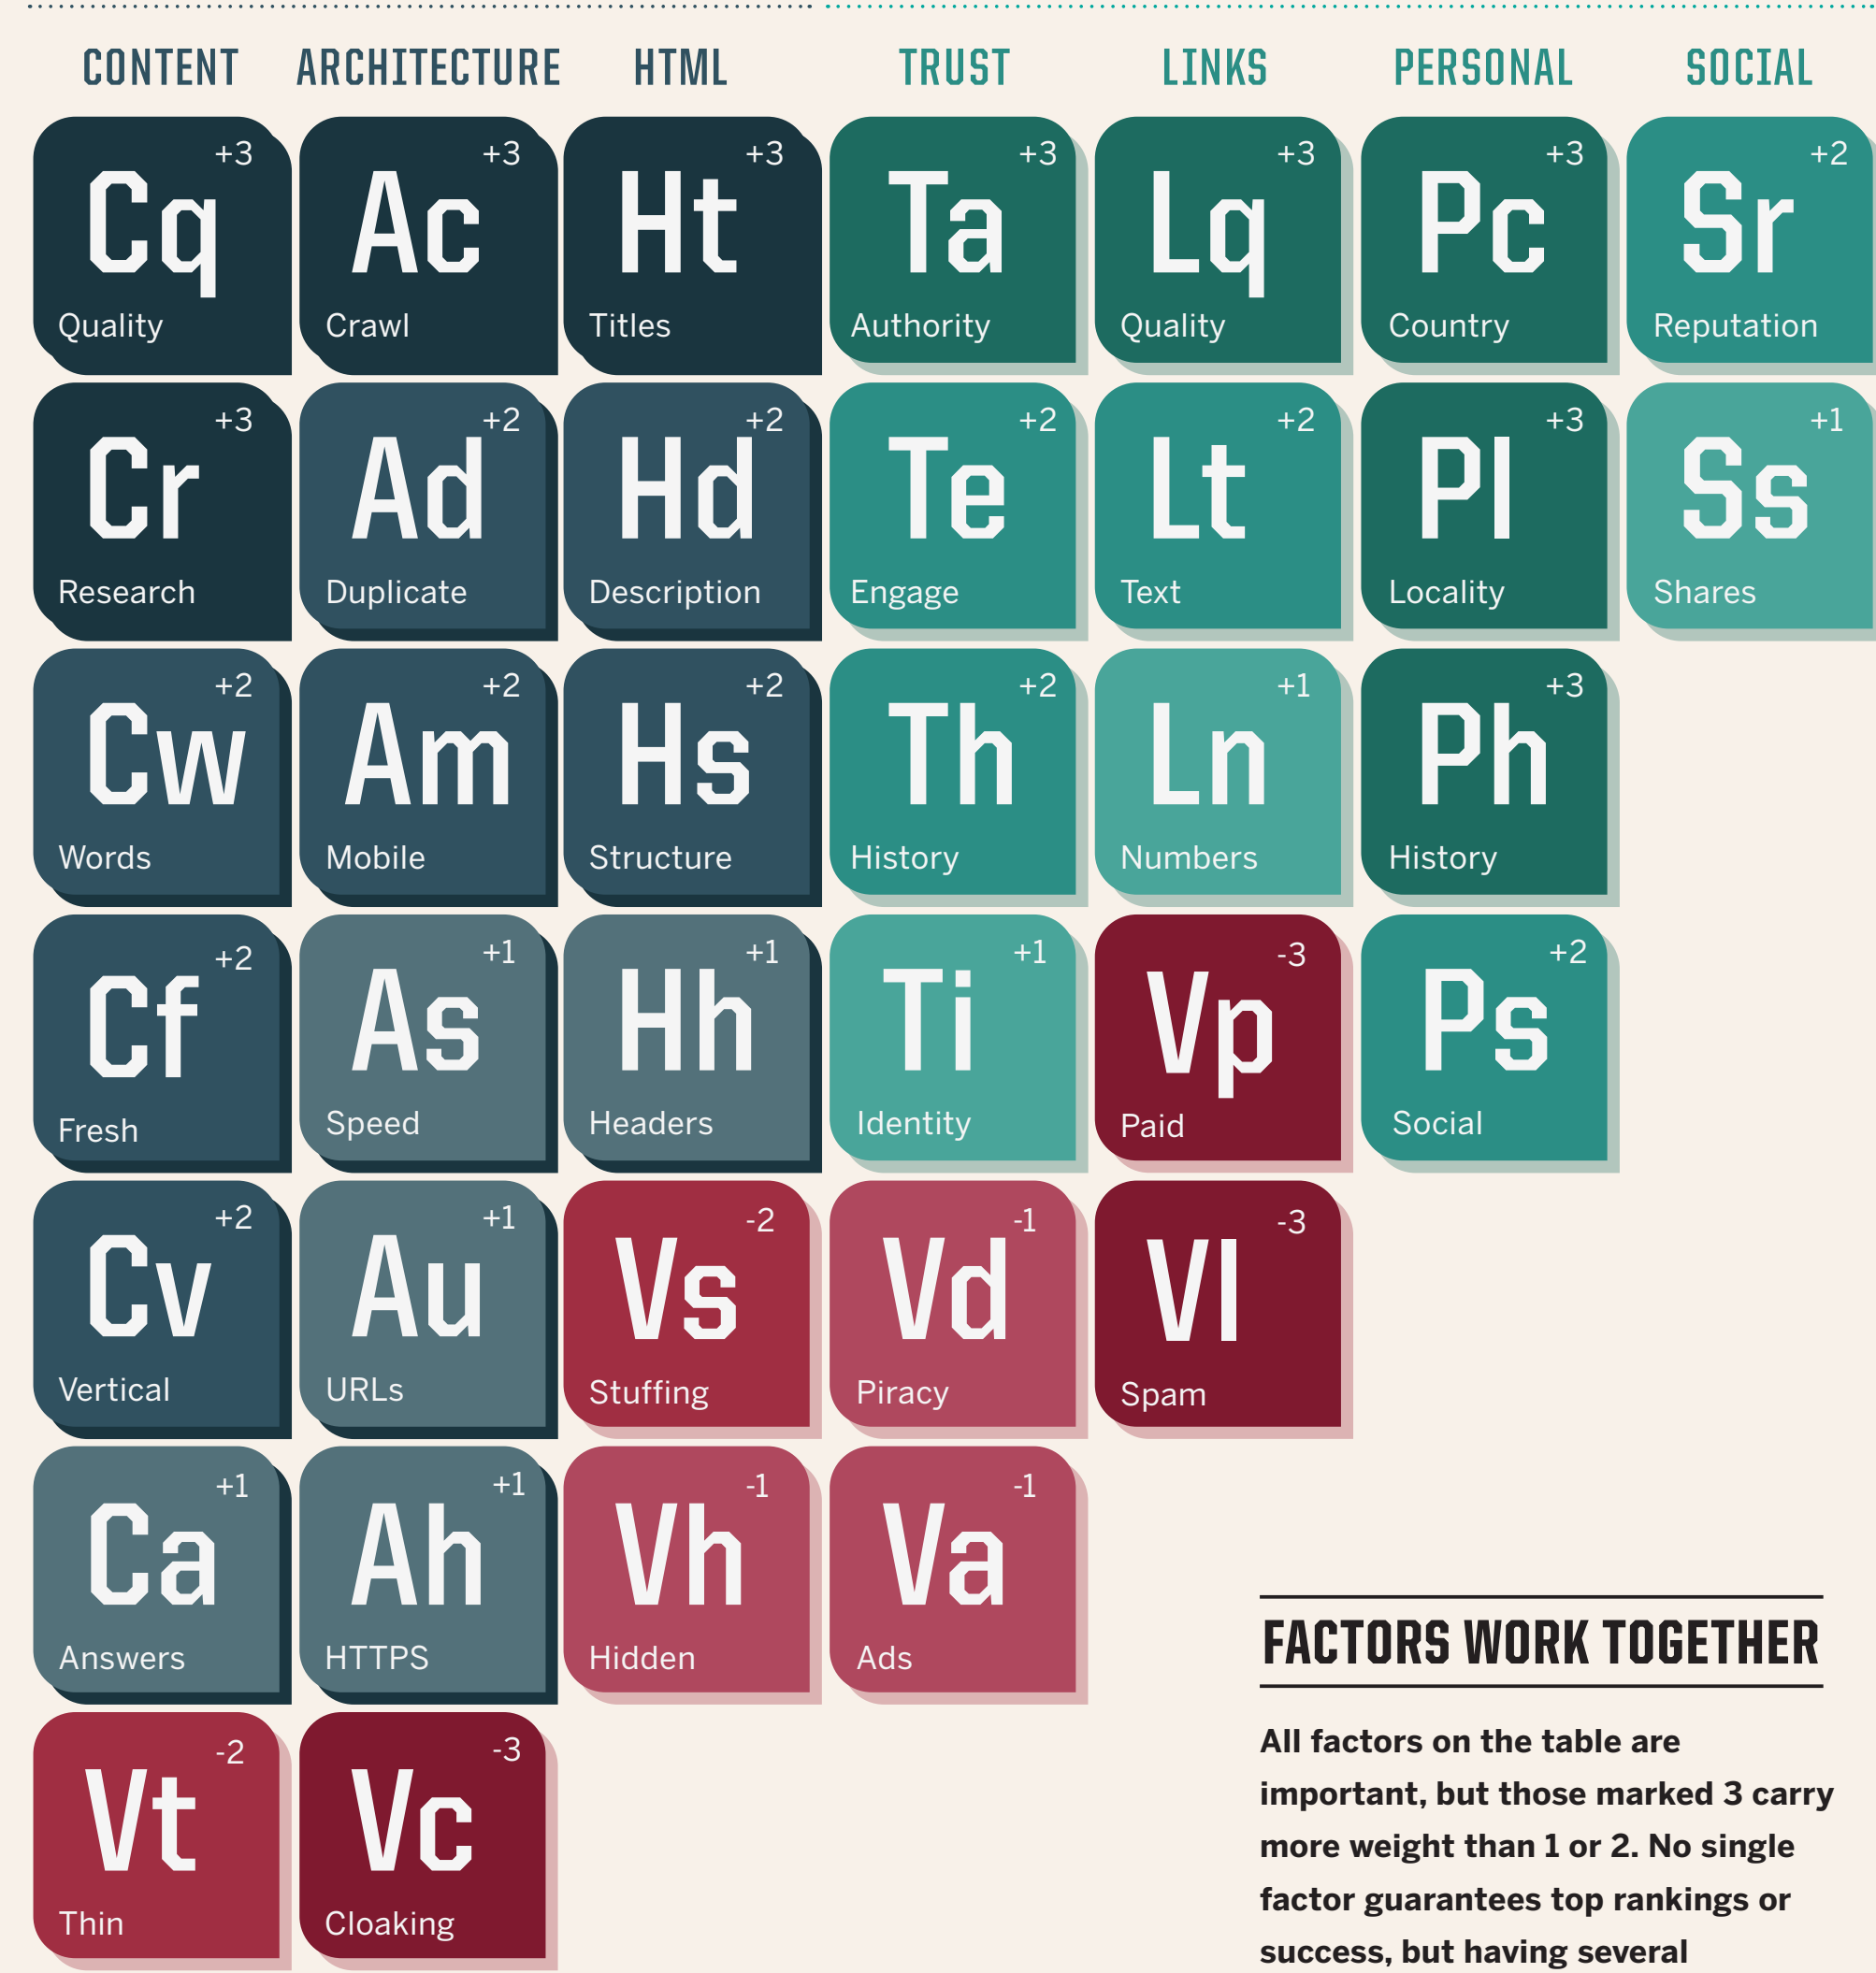 CONTENT ARCHITECTURE HTML TRUST LINKS PERSONAL SOCIAL
+3 +3 +3 +3 +3 +3 +2
Cq Ac Ht Ta Lq Pc Sr
Quality Crawl Titles Authority Quality Country Reputation
+3 +2 +2 +2 +2 +3 +1
Cr Ad Hd Te Lt Pl Ss
Research Duplicate Description Engage Text Locality Shares
+2 +2 +2 +2 +1 +3
Cw Am Hs Th Ln Ph
Words Mobile Structure History Numbers History
+2 +1 +1 +1 -3 +2
Cf As Hh Ti Vp Ps
Fresh Speed Headers Identity Paid Social
+2 +1 -2 -1 -3
Cv Au Vs Vd Vl
Vertical URLs Stuffing Piracy Spam
+1 +1 -1 -1
Ca Ah Vh Va
Answers HTTPS Hidden Ads
-2 -3
Vt Vc
Thin Cloaking
FACTORS WORK TOGETHER
All factors on the table are
important, but those marked 3 carry
more weight than 1 or 2. No single
factor guarantees top rankings or
success, but having several